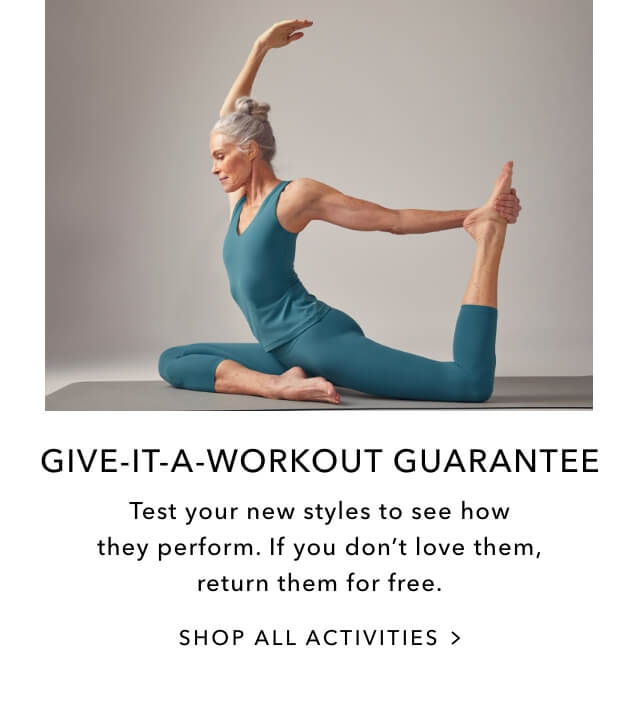 GIVE-IT-A-WORKOUT GUARANTEE
Test your new styles to see how
they perform. If you don’t love them,
return them for free.
SHOP ALL ACTIVITIES >